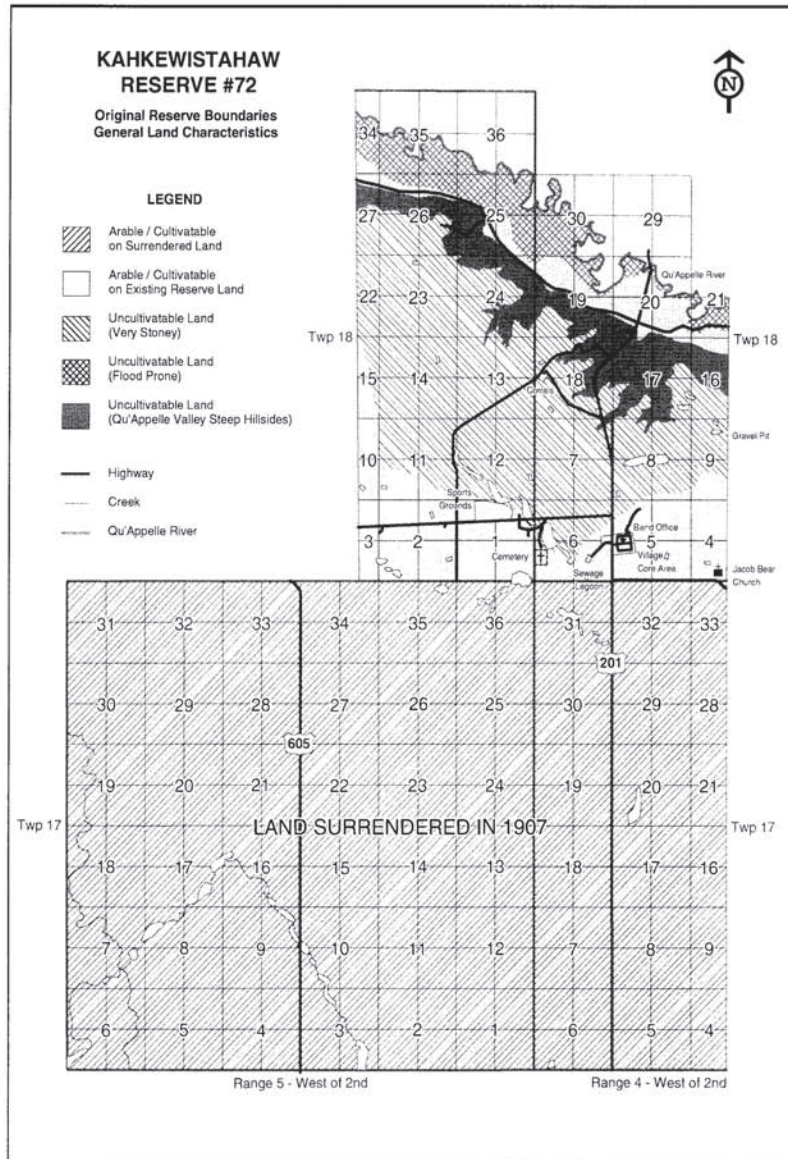 KAHKEWISTAHAW
RESERVE #72
Original Reserve Boundaries
General Land Characteristics
N
LEGEND
Arable / Cultivatable
on Surrendered Land
Arable / Cultivatable
on Existing Reserve Land
Uncultivatable Land
(Very Stoney)
Uncultivatable Land
(Flood Prone)
Uncultivatable Land
(Qu'Appelle Valley Steep Hillsides)
Highway
Creek
Qu'Appelle River
34 35 36
27 26 25 30 29
Qu'Appelle River
22 23 24 19 20 21
Twp 18 Twp 18
15 14 13 18 17 16
Corrals
Gravel Pit
10 11 12 7 8 9
Sports
Grounds
Band Office
3 2 1 6 5 4
Cemetery
Village
Core Area
Sewage
Lagoon
Jacob Bear
Church
31 32 33 34 35 36 31 32 33
201
30 29 28 27 26 25 30 29 28
605
19 20 21 22 23 24 19 20 21
Twp 17 LAND SURRENDERED IN 1907 Twp 17
18 17 16 15 14 13 18 17 16
7 8 9 10 11 12 7 8 9
6 5 4 3 2 1 6 5 4
Range 5 - West of 2nd Range 4 - West of 2nd